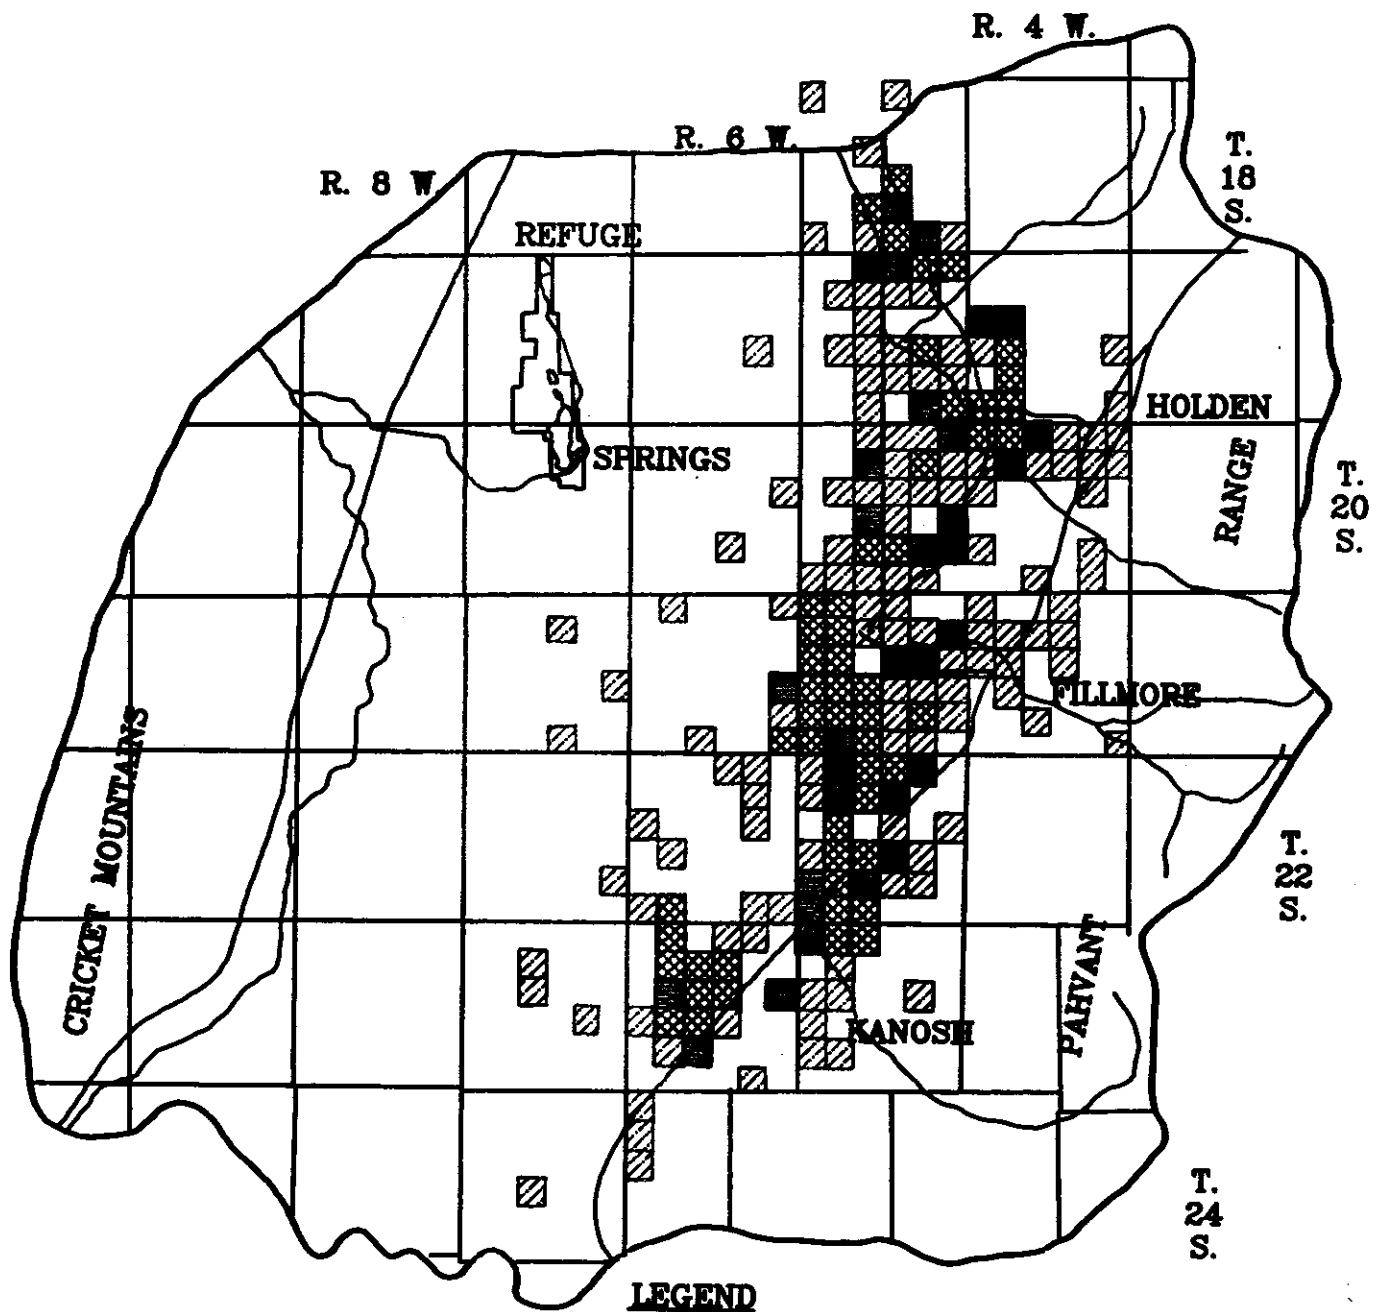 R. 4 W.
R. 6 W.
R. 8 W.
T.
18
S.
REFUGE
HOLDEN
SPRINGS
RANGE
T.
20
S.
FILLMORE
CRICKET MOUNTAINS
T.
22
S.
PAHVANT
KANOSH
T.
24
S.
LEGEND